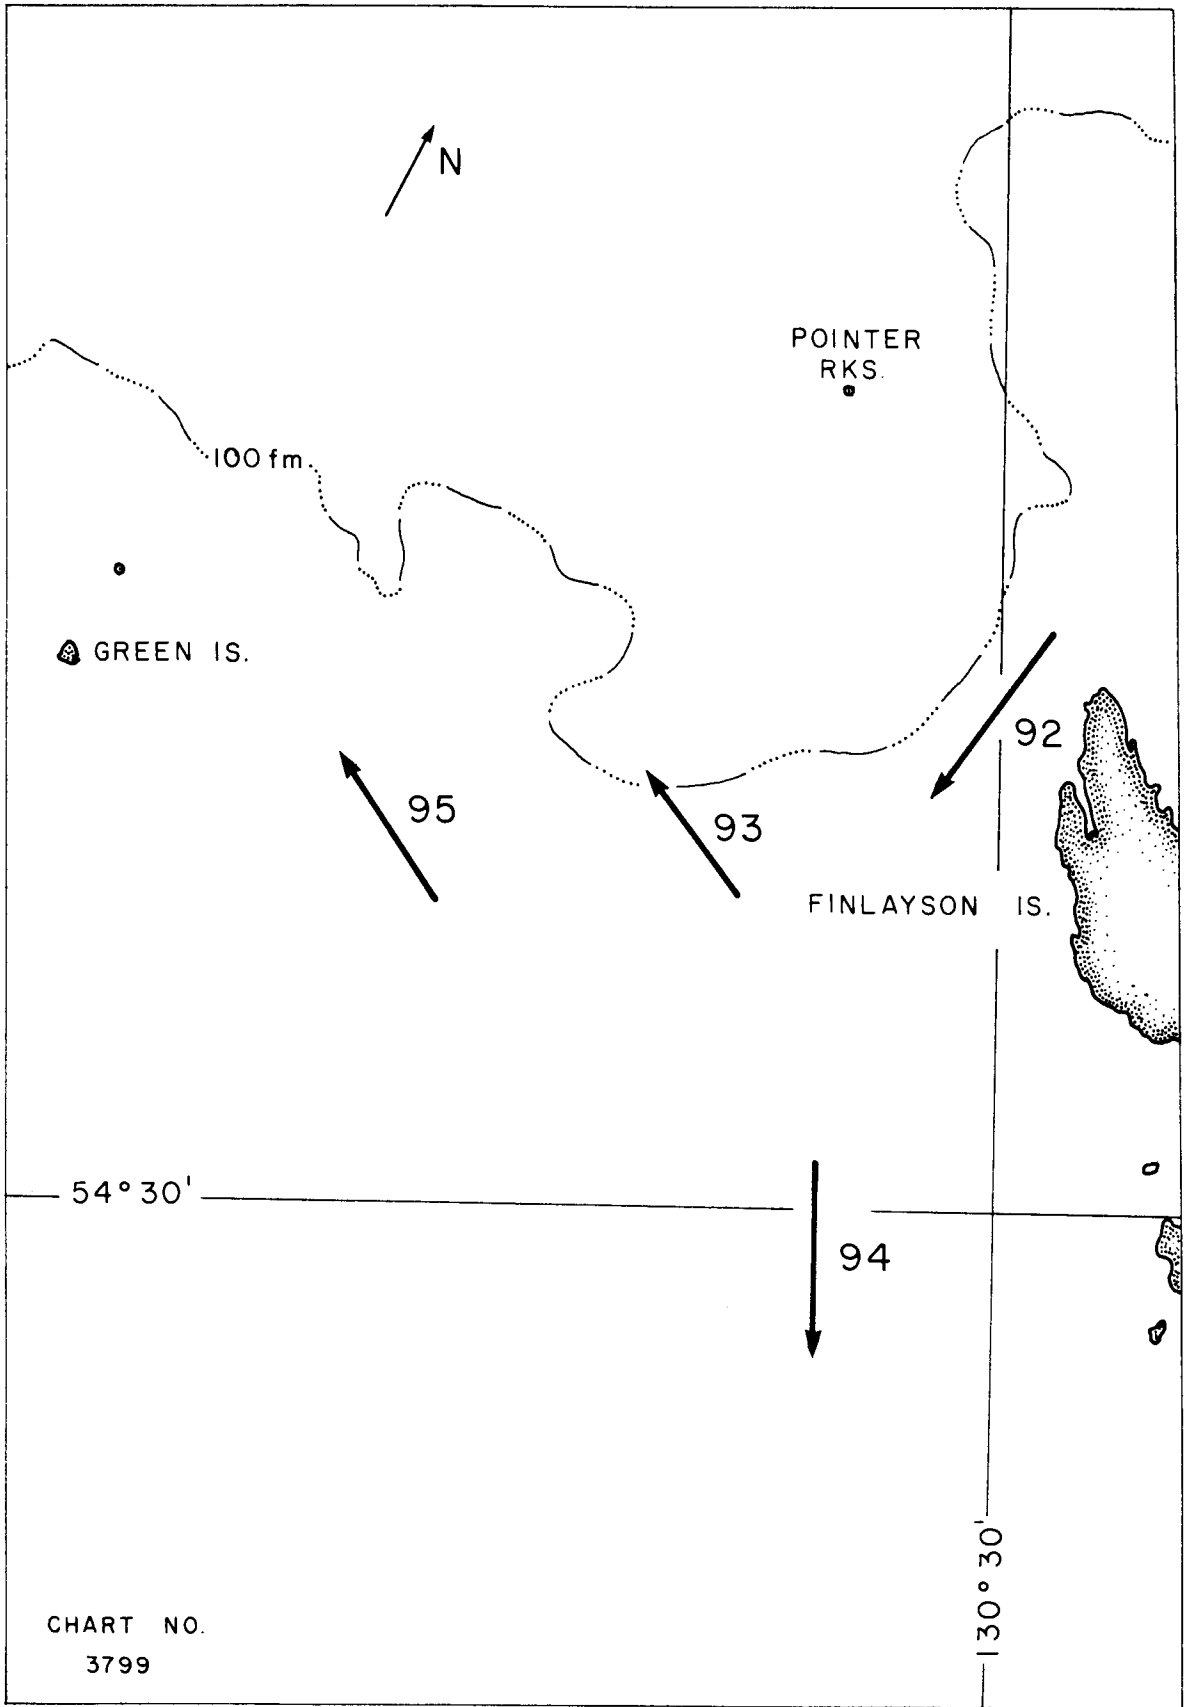 N
POINTER
RKS.
100 fm
GREEN IS.
92
95
93
FINLAYSON IS.
54°30'
94
130°30'
CHART NO.
3799